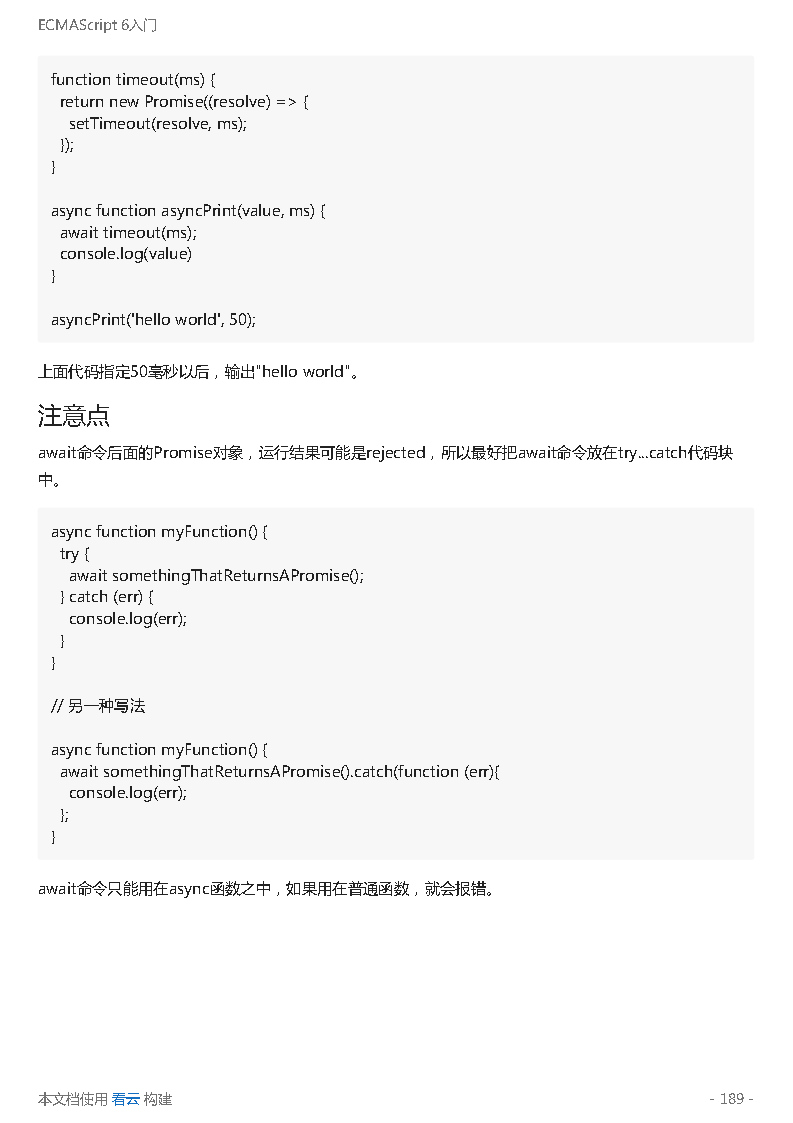 ECMAScript 6入门
function timeout(ms) {
  return new Promise((resolve) => {
    setTimeout(resolve, ms);
  });
}

async function asyncPrint(value, ms) {
  await timeout(ms);
  console.log(value)
}

asyncPrint('hello world', 50);
上面代码指定50毫秒以后，输出"hello world"。
注意点
await命令后面的Promise对象，运行结果可能是rejected，所以最好把await命令放在try...catch代码块
中。
async function myFunction() {
  try {
    await somethingThatReturnsAPromise();
  } catch (err) {
    console.log(err);
  }
}

// 另一种写法

async function myFunction() {
  await somethingThatReturnsAPromise().catch(function (err){
    console.log(err);
  };
}
await命令只能用在async函数之中，如果用在普通函数，就会报错。
本文档使用 看云 构建
- 189 -